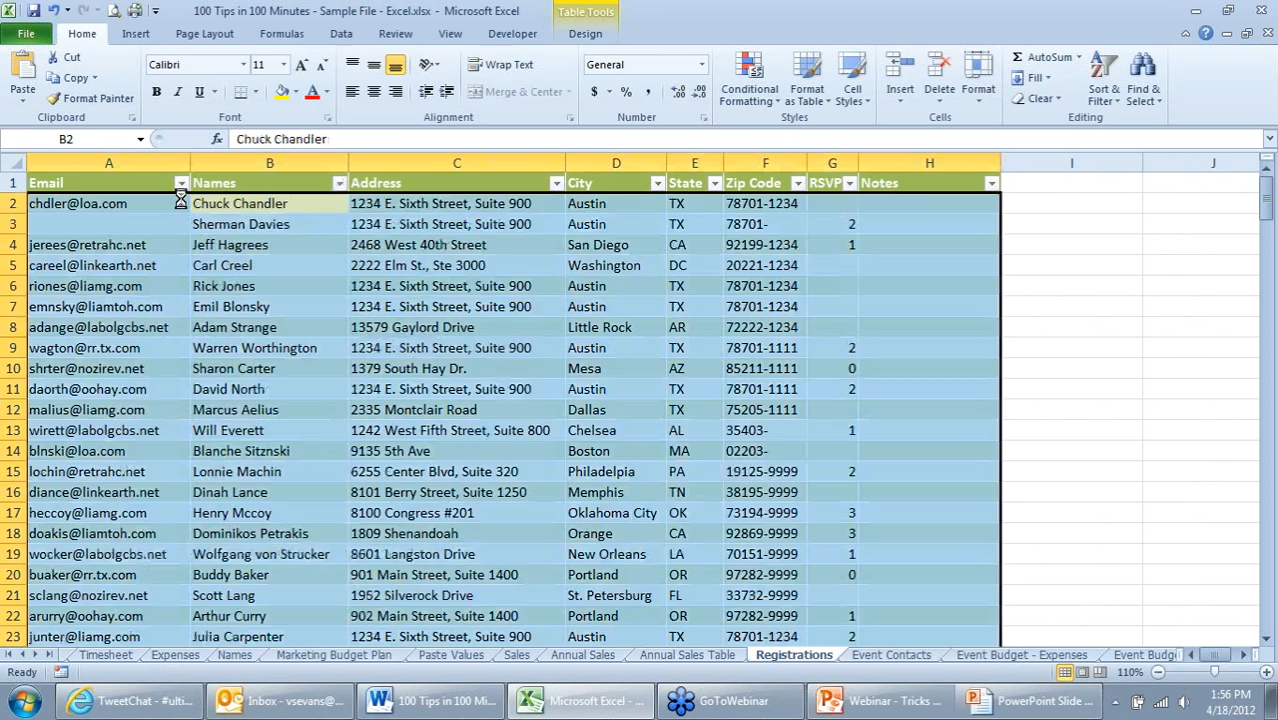 100 Tips in 100 Minutes - Sample File - Excel.xlsx - Microsoft Excel
Table Tools
File Home Insert Page Layout Formulas Data Review View Developer Design
Cut
Copy
Format Painter
Paste
Clipboard
Calibri 11
B I U
Font
Wrap Text
Merge & Center
Alignment
General
$ % ,
Number
Conditional Formatting
Format as Table
Cell Styles
Styles
Insert
Delete
Format
Cells
AutoSum
Fill
Clear
Sort & Filter
Find & Select
Editing
B2 fx Chuck Chandler
A B C D E F G H I J
1 Email Names Address City State Zip Code RSVP Notes
2 chdler@loa.com Chuck Chandler 1234 E. Sixth Street, Suite 900 Austin TX 78701-1234
3 Sherman Davies 1234 E. Sixth Street, Suite 900 Austin TX 78701- 2
4 jerees@retrahc.net Jeff Hagrees 2468 West 40th Street San Diego CA 92199-1234 1
5 careel@linkearth.net Carl Creel 2222 Elm St., Ste 3000 Washington DC 20221-1234
6 riones@liamg.com Rick Jones 1234 E. Sixth Street, Suite 900 Austin TX 78701-1234
7 emnsky@liamtoh.com Emil Blonsky 1234 E. Sixth Street, Suite 900 Austin TX 78701-1234
8 adange@labolgcbs.net Adam Strange 13579 Gaylord Drive Little Rock AR 72222-1234
9 wagton@rr.tx.com Warren Worthington 1234 E. Sixth Street, Suite 900 Austin TX 78701-1111 2
10 shrter@nozirev.net Sharon Carter 1379 South Hay Dr. Mesa AZ 85211-1111 0
11 daorth@oohay.com David North 1234 E. Sixth Street, Suite 900 Austin TX 78701-1111 2
12 malius@liamg.com Marcus Aelius 2335 Montclair Road Dallas TX 75205-1111
13 wirett@labolgcbs.net Will Everett 1242 West Fifth Street, Suite 800 Chelsea AL 35403- 1
14 blnski@loa.com Blanche Sitznski 9135 5th Ave Boston MA 02203-
15 lochin@retrahc.net Lonnie Machin 6255 Center Blvd, Suite 320 Philadelpia PA 19125-9999 2
16 diance@linkearth.net Dinah Lance 8101 Berry Street, Suite 1250 Memphis TN 38195-9999
17 heccoy@liamg.com Henry Mccoy 8100 Congress #201 Oklahoma City OK 73194-9999 3
18 doakis@liamtoh.com Dominikos Petrakis 1809 Shenandoah Orange CA 92869-9999 3
19 wocker@labolgcbs.net Wolfgang von Strucker 8601 Langston Drive New Orleans LA 70151-9999 1
20 buaker@rr.tx.com Buddy Baker 901 Main Street, Suite 1400 Portland OR 97282-9999 0
21 sclang@nozirev.net Scott Lang 1952 Silverock Drive St. Petersburg FL 33732-9999
22 arurry@oohay.com Arthur Curry 902 Main Street, Suite 1400 Portland OR 97282-9999 1
23 junter@liamg.com Julia Carpenter 1234 E. Sixth Street, Suite 900 Austin TX 78701-1234 2
Timesheet Expenses Names Marketing Budget Plan Paste Values Sales Annual Sales Annual Sales Table Registrations Event Contacts Event Budget - Expenses Event Budg
Ready 110%
TweetChat - #ulti... Inbox - vsevans@... 100 Tips in 100 Mi... Microsoft Excel - ... GoToWebinar Webinar - Tricks ... PowerPoint Slide ... 1:56 PM
4/18/2012